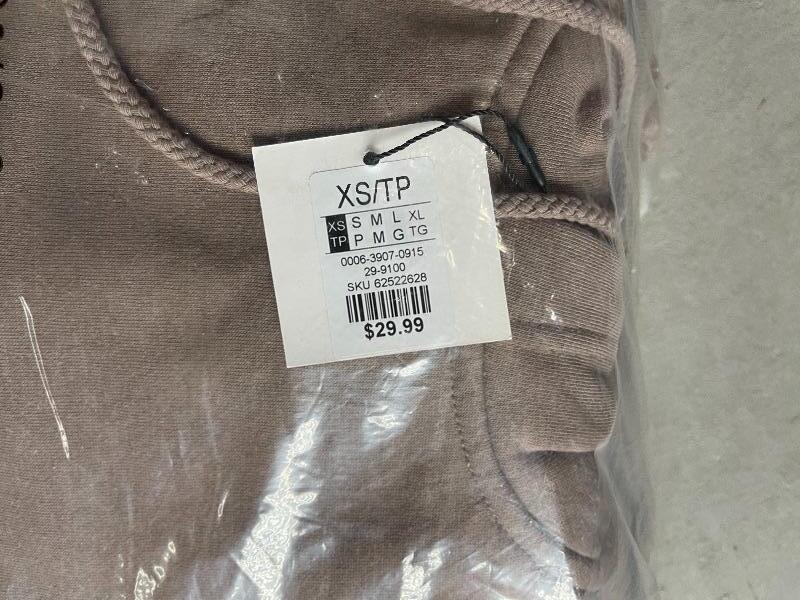 XS/TP
XS S M L XL
TP P M G TG
0006-3907-0915
29-9100
SKU 62522628
$29.99